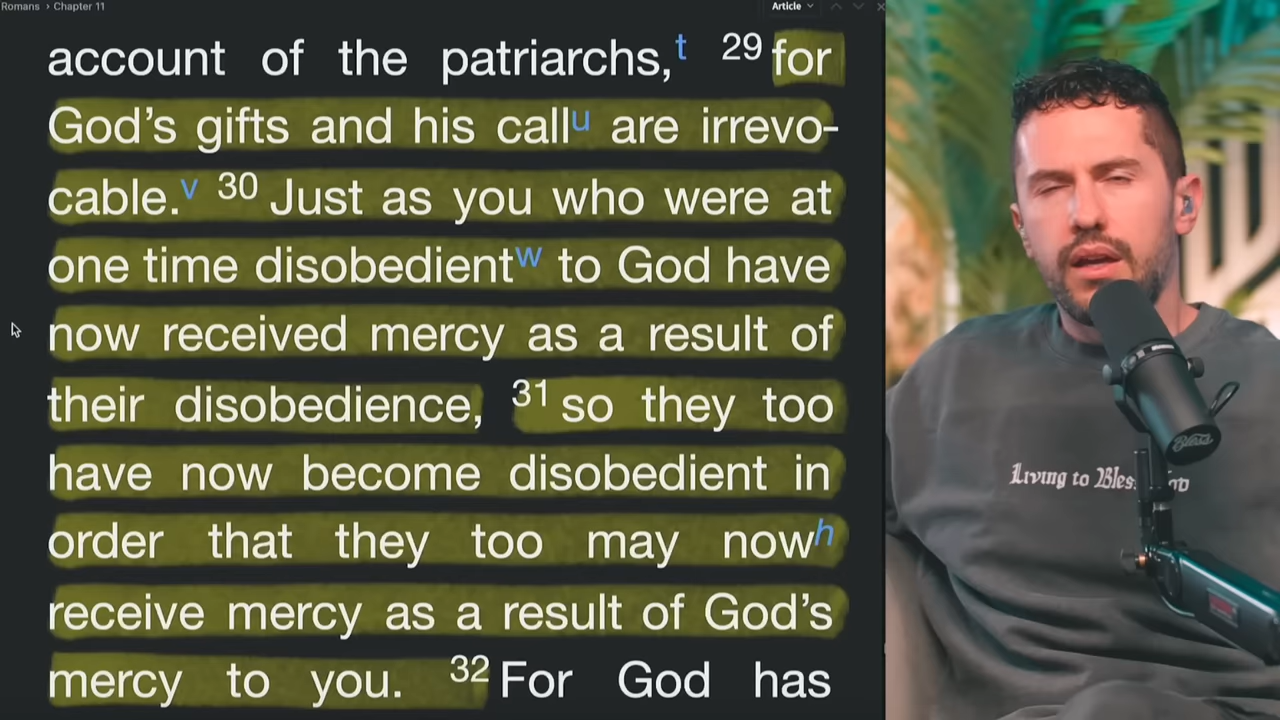 Romans › Chapter 11
Article
account of the patriarchs,t 29 for
God’s gifts and his callu are irrevo-
cable.v 30 Just as you who were at
one time disobedientw to God have
now received mercy as a result of
their disobedience, 31 so they too
have now become disobedient in
order that they too may nowh
receive mercy as a result of God’s
mercy to you. 32 For God has
Bless
Living to Bless